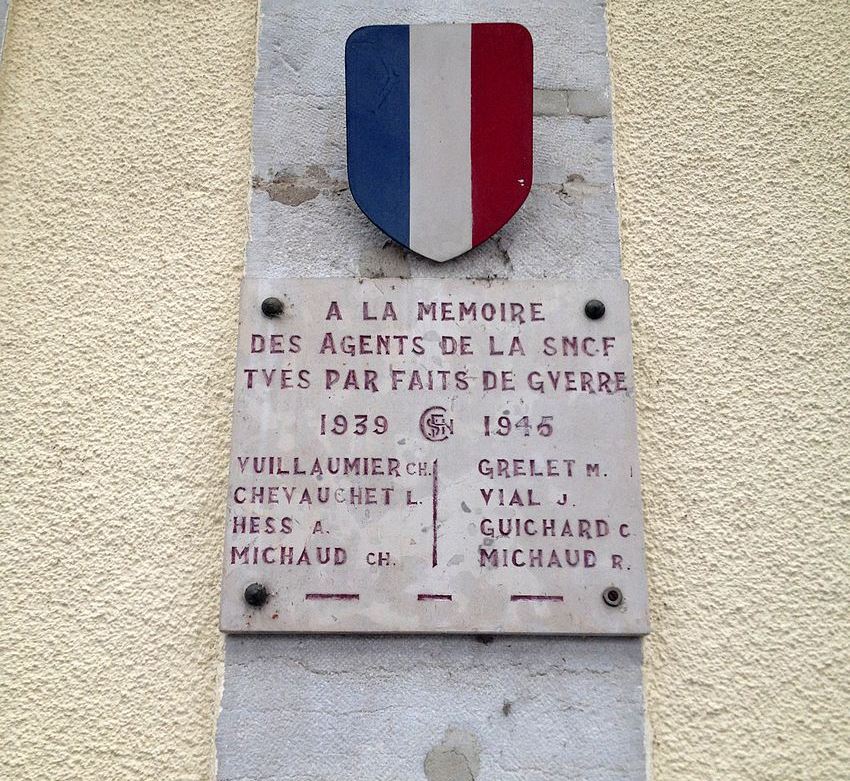 A LA MEMOIRE
DES AGENTS DE LA SNCF
TVÉS PAR FAITS DE GVERRE
1939 SNCF 1945
VUILLAUMIER CH.
CHEVAUCHET L.
HESS A.
MICHAUD CH.
GRELET M.
VIAL J.
GUICHARD C
MICHAUD R.